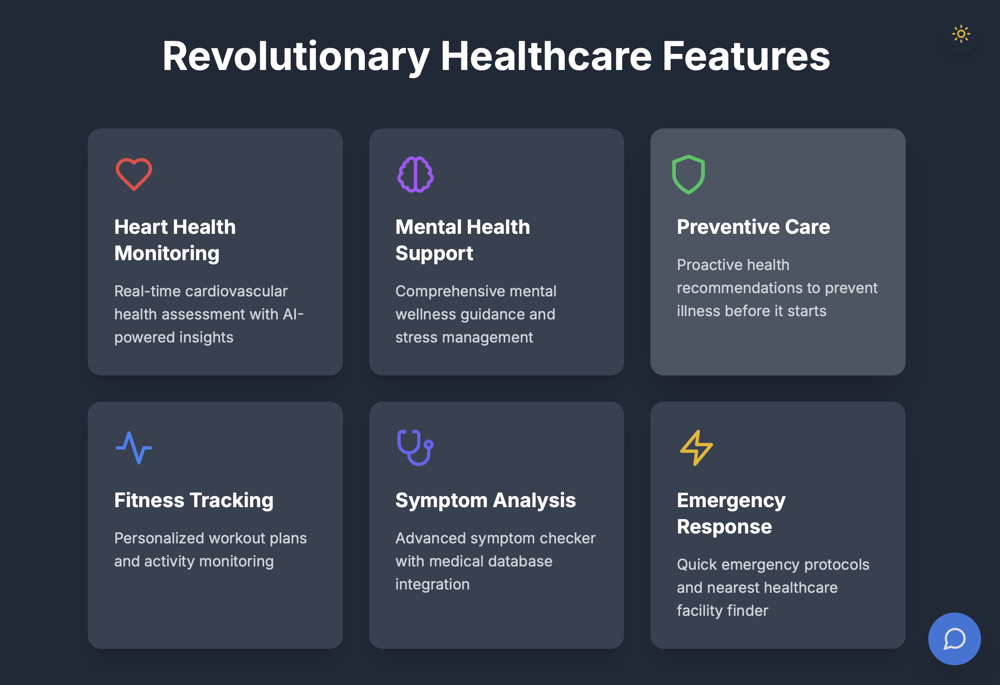 Revolutionary Healthcare Features
Heart Health
Monitoring
Real-time cardiovascular
health assessment with AI-
powered insights
Mental Health
Support
Comprehensive mental
wellness guidance and
stress management
Preventive Care
Proactive health
recommendations to prevent
illness before it starts
Fitness Tracking
Personalized workout plans
and activity monitoring
Symptom Analysis
Advanced symptom checker
with medical database
integration
Emergency
Response
Quick emergency protocols
and nearest healthcare
facility finder